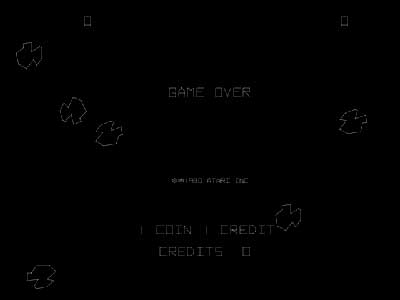 0 0
GAME OVER
©1980 ATARI INC
1 COIN 1 CREDIT
CREDITS 0